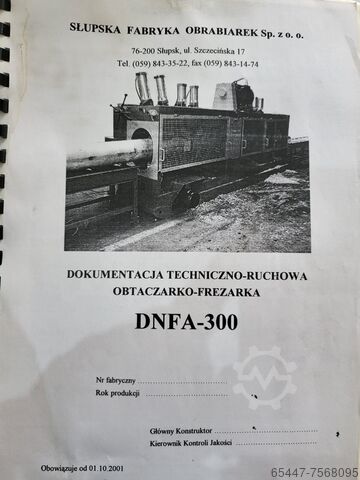 SŁUPSKA FABRYKA OBRABIAREK Sp. z o. o.
76-200 Słupsk, ul. Szczecińska 17
Tel. (059) 843-35-22, fax (059) 843-14-74
DOKUMENTACJA TECHNICZNO-RUCHOWA
OBTACZARKO-FREZARKA
DNFA-300
Nr fabryczny
Rok produkcji
Główny Konstruktor
Kierownik Kontroli Jakości
Obowiązuje od 01.10.2001
65447-7568095